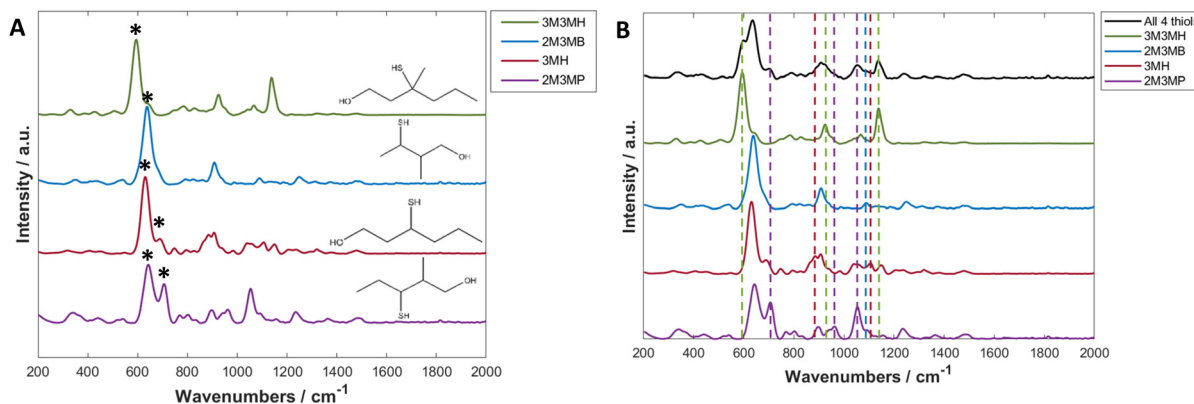 A
3M3MH
2M3MB
3MH
2M3MP
*
HS
HO
*
SH
OH
*
*
SH
HO
*
*
OH
SH
Intensity / a.u.
200 400 600 800 1000 1200 1400 1600 1800 2000
Wavenumbers / cm-1
B
All 4 thiols
3M3MH
2M3MB
3MH
2M3MP
Intensity / a.u.
200 400 600 800 1000 1200 1400 1600 1800 2000
Wavenumbers / cm-1